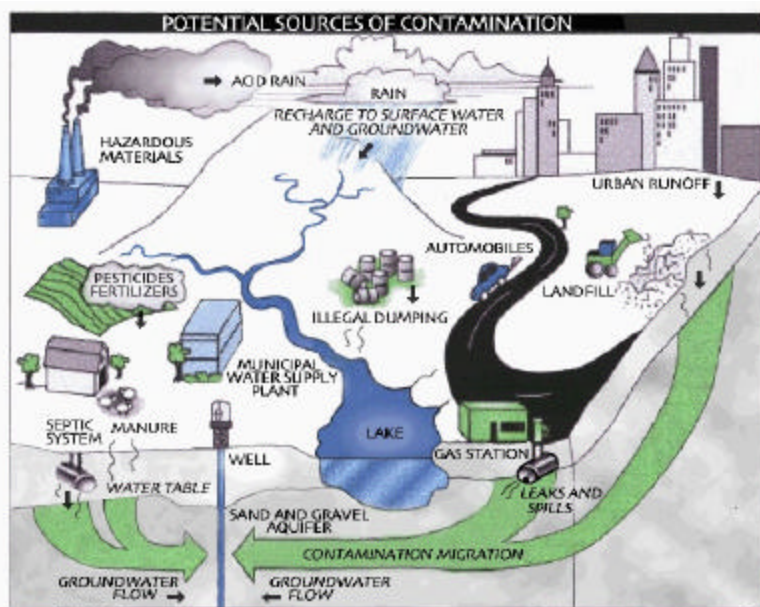 POTENTIAL SOURCES OF CONTAMINATION
ACID RAIN
RAIN
RECHARGE TO SURFACE WATER
AND GROUNDWATER
HAZARDOUS
MATERIALS
URBAN RUNOFF
AUTOMOBILES
PESTICIDES
FERTILIZERS
LANDFILL
ILLEGAL DUMPING
MUNICIPAL
WATER SUPPLY
PLANT
SEPTIC
SYSTEM
MANURE
LAKE
WELL
GAS STATION
WATER TABLE
LEAKS AND
SPILLS
SAND AND GRAVEL
AQUIFER
CONTAMINATION MIGRATION
GROUNDWATER
FLOW
GROUNDWATER
FLOW